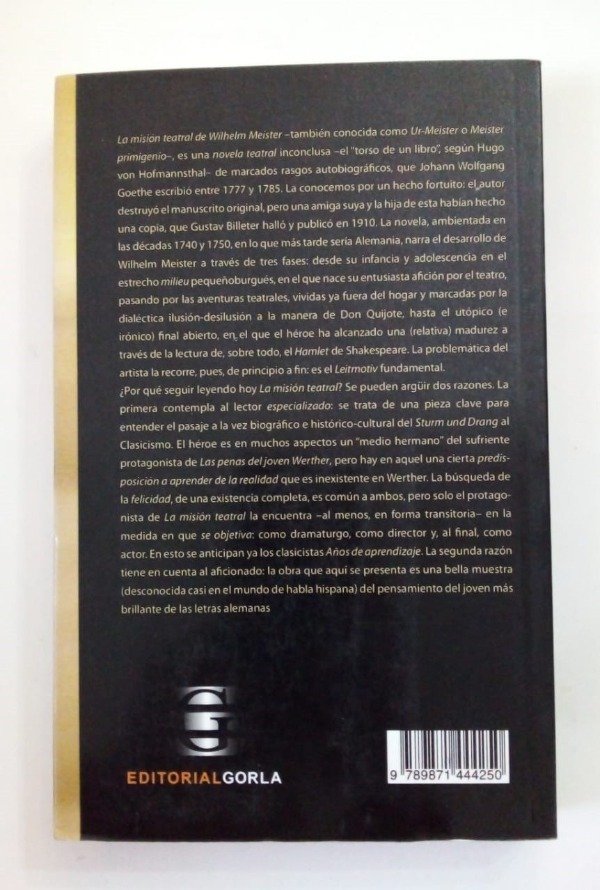 La misión teatral de Wilhelm Meister –también conocida como Ur-Meister o Meister
primigenio–, es una novela teatral inconclusa –el "torso de un libro", según Hugo
von Hofmannsthal– de marcados rasgos autobiográficos, que Johann Wolfgang
Goethe escribió entre 1777 y 1785. La conocemos por un hecho fortuito: el autor
destruyó el manuscrito original, pero una amiga suya y la hija de esta habían hecho
una copia, que Gustav Billeter halló y publicó en 1910. La novela, ambientada en
las décadas 1740 y 1750, en lo que más tarde sería Alemania, narra el desarrollo de
Wilhelm Meister a través de tres fases: desde su infancia y adolescencia en el
estrecho milieu pequeñoburgués, en el que nace su entusiasta afición por el teatro,
pasando por las aventuras teatrales, vividas ya fuera del hogar y marcadas por la
dialéctica ilusión-desilusión a la manera de Don Quijote, hasta el utópico (e
irónico) final abierto, en el que el héroe ha alcanzado una (relativa) madurez a
través de la lectura de, sobre todo, el Hamlet de Shakespeare. La problemática del
artista la recorre, pues, de principio a fin: es el Leitmotiv fundamental.
¿Por qué seguir leyendo hoy La misión teatral? Se pueden argüir dos razones. La
primera contempla al lector especializado: se trata de una pieza clave para
entender el pasaje a la vez biográfico e histórico-cultural del Sturm und Drang al
Clasicismo. El héroe es en muchos aspectos un "medio hermano" del sufriente
protagonista de Las penas del joven Werther, pero hay en aquel una cierta predis-
posición a aprender de la realidad que es inexistente en Werther. La búsqueda de
la felicidad, de una existencia completa, es común a ambos, pero solo el protago-
nista de La misión teatral la encuentra –al menos, en forma transitoria– en la
medida en que se objetiva: como dramaturgo, como director y, al final, como
actor. En esto se anticipan ya los clasicistas Años de aprendizaje. La segunda razón
tiene en cuenta al aficionado: la obra que aquí se presenta es una bella muestra
(desconocida casi en el mundo de habla hispana) del pensamiento del joven más
brillante de las letras alemanas
G
EDITORIALGORLA
9 789871 444250